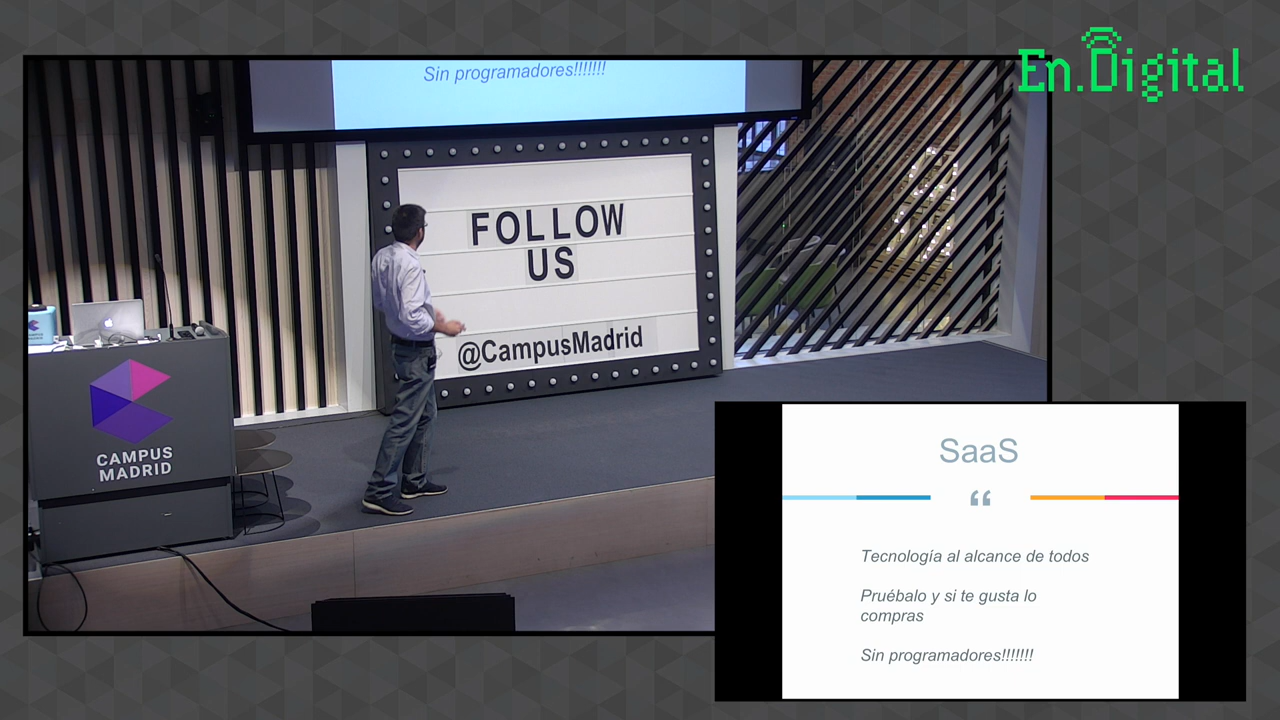 En.Digital
Sin programadores!!!!!!!
FOLLOW
US
@CampusMadrid
CAMPUS
MADRID
SaaS
“
Tecnología al alcance de todos
Pruébalo y si te gusta lo
compras
Sin programadores!!!!!!!